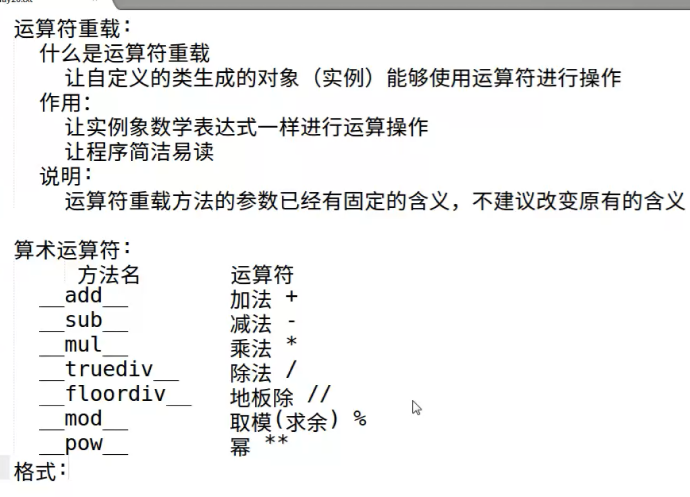 运算符重载:
什么是运算符重载
让自定义的类生成的对象（实例）能够使用运算符进行操作
作用:
让实例象数学表达式一样进行运算操作
让程序简洁易读
说明:
运算符重载方法的参数已经有固定的含义，不建议改变原有的含义
算术运算符:
方法名 运算符
__add__ 加法 +
__sub__ 减法 -
__mul__ 乘法 *
__truediv__ 除法 /
__floordiv__ 地板除 //
__mod__ 取模(求余) %
__pow__ 幂 **
格式: